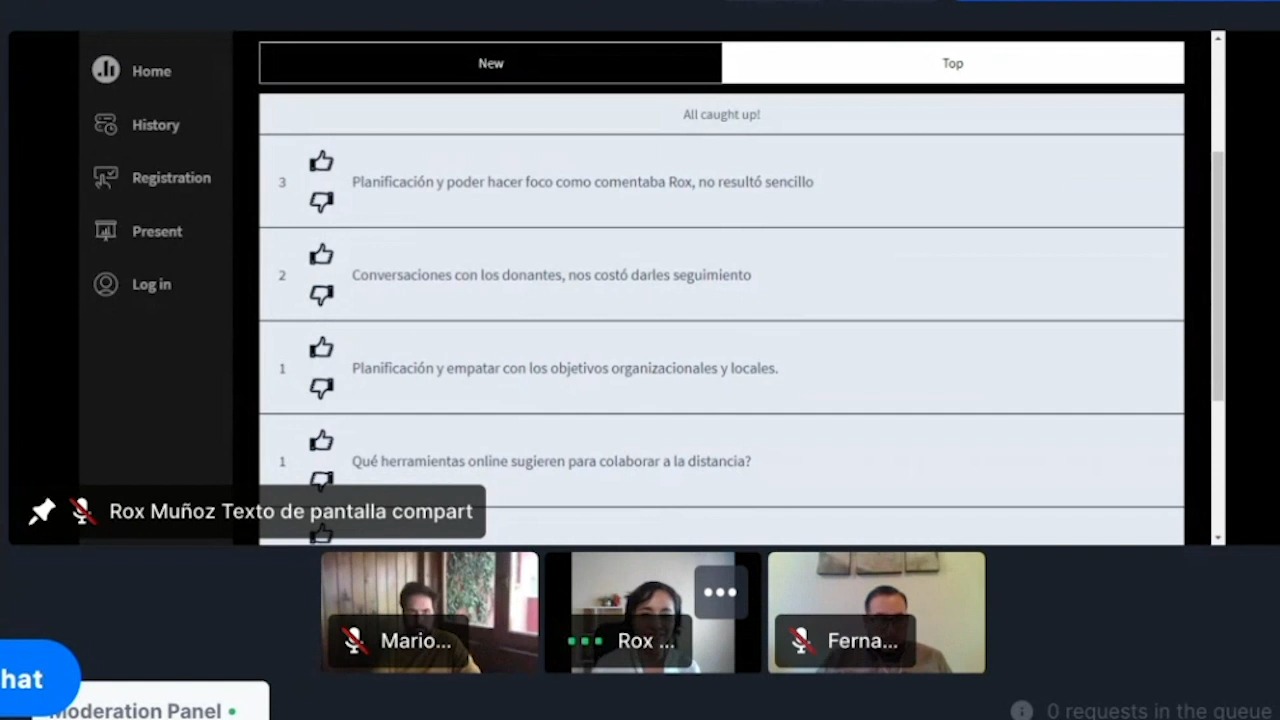 Home
History
Registration
Present
Log in
New
Top
All caught up!
3
Planificación y poder hacer foco como comentaba Rox, no resultó sencillo
2
Conversaciones con los donantes, nos costó darles seguimiento
1
Planificación y empatar con los objetivos organizacionales y locales.
1
Qué herramientas online sugieren para colaborar a la distancia?
Rox Muñoz Texto de pantalla compart
Mario...
Rox ...
Ferna...
hat
Moderation Panel
0 requests in the queue